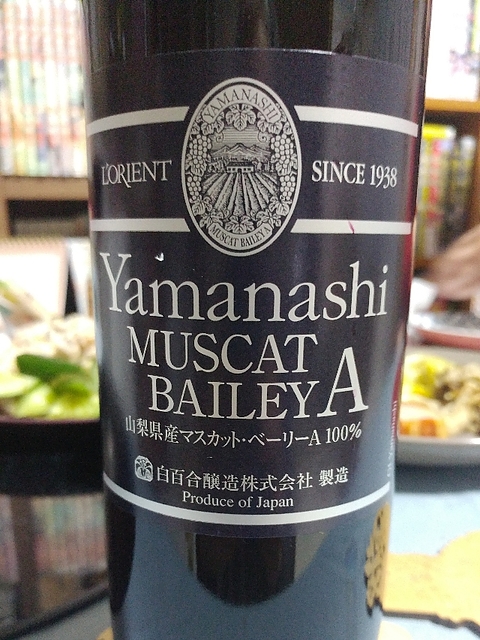 YAMANASHI
L'ORIENT
SINCE 1938
MUSCAT BAILEY A
Yamanashi
MUSCAT
BAILEY A
山梨県産マスカット・ベーリーA 100%
白百合醸造株式会社 製造
Produce of Japan